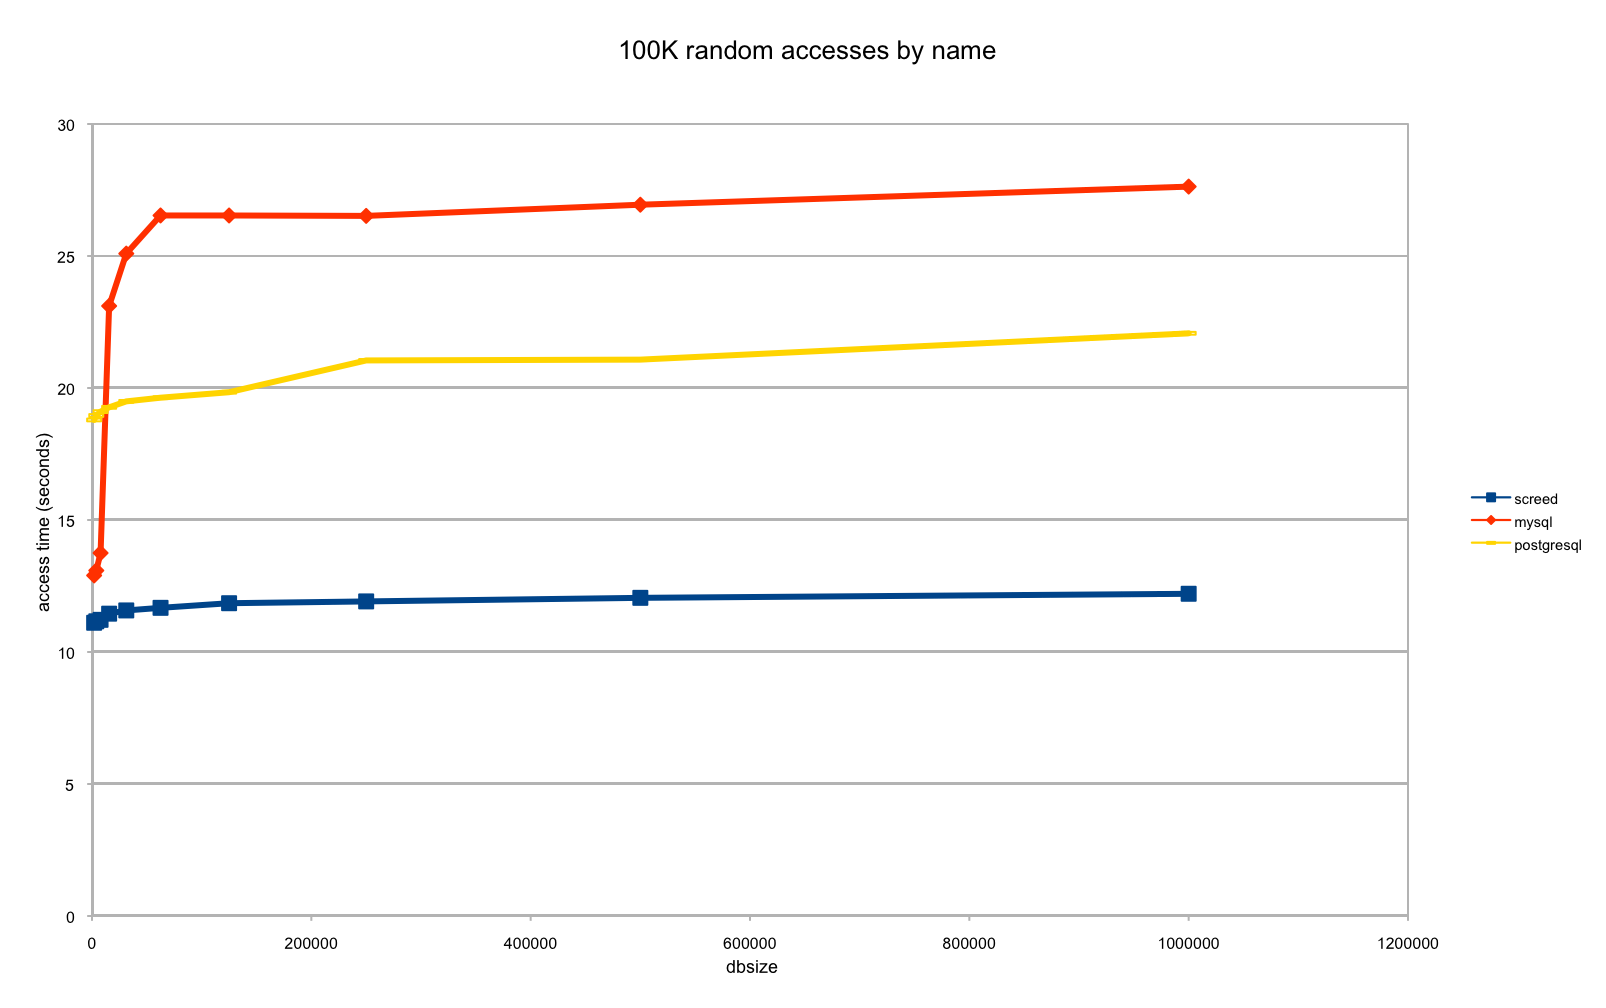 100K random accesses by name
30
25
20
15
10
5
0
access time (seconds)
0 200000 400000 600000 800000 1000000 1200000
dbsize
screed
mysql
postgresql